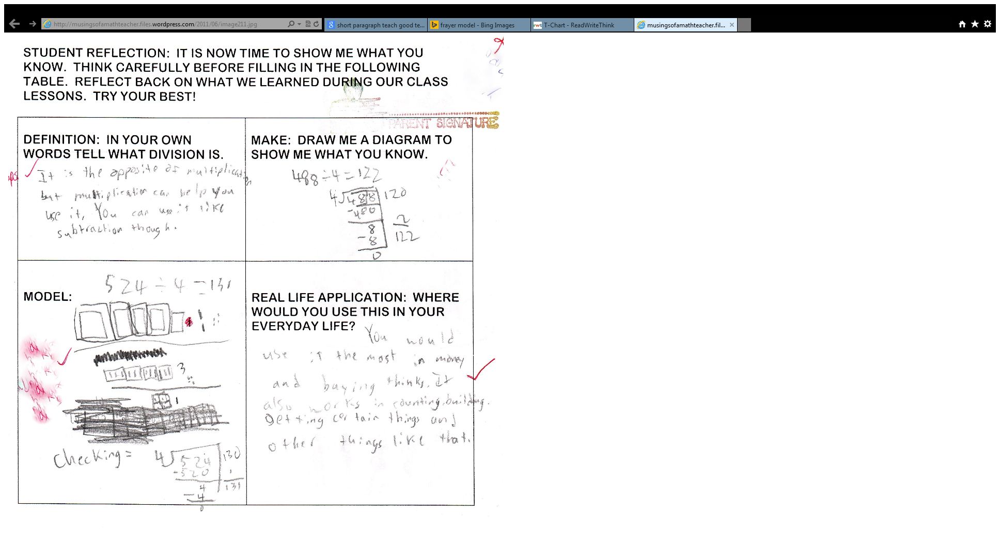 http://musingsofamathteacher.files.wordpress.com/2011/06/image211.jpg
short paragraph teach good te...
frayer model - Bing Images
T-Chart - ReadWriteThink
musingsofamathteacher.fil...
STUDENT REFLECTION: IT IS NOW TIME TO SHOW ME WHAT YOU
KNOW. THINK CAREFULLY BEFORE FILLING IN THE FOLLOWING
TABLE. REFLECT BACK ON WHAT WE LEARNED DURING OUR CLASS
LESSONS. TRY YOUR BEST!
PARENT SIGNATURE
DEFINITION: IN YOUR OWN
WORDS TELL WHAT DIVISION IS.
It is the opposite of multiplication
but multiplication can help you
use it, You can use it like
subtraction though.
MAKE: DRAW ME A DIAGRAM TO
SHOW ME WHAT YOU KNOW.
488÷4=122
4 488 120
-480
2
8
122
-8
0
524÷4=131
MODEL:
3
1
Checking=
4 524 130
-520 1
4 131
-4
0
REAL LIFE APPLICATION: WHERE
WOULD YOU USE THIS IN YOUR
EVERYDAY LIFE?
You would
use it the most in money
and buying thinks. It
also works in counting, building.
getting certain things and
other things like that.